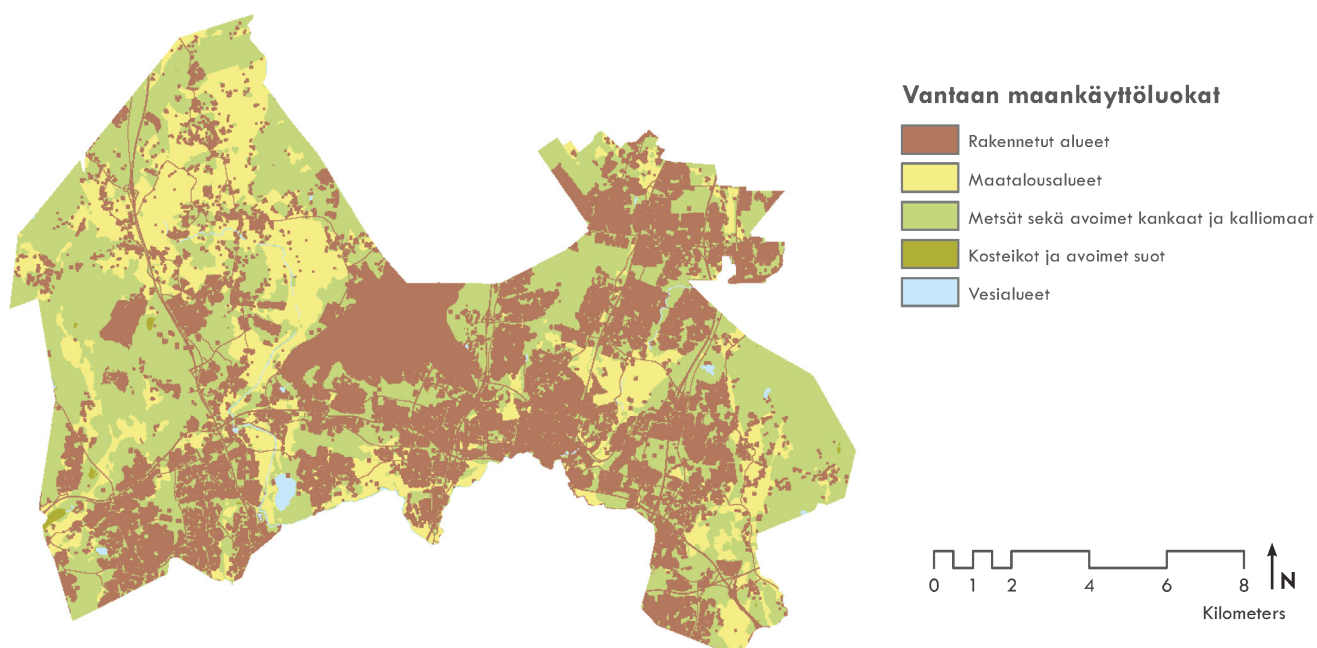 Vantaan maankäyttöluokat
Rakennetut alueet
Maatalousalueet
Metsät sekä avoimet kankaat ja kalliomaat
Kosteikot ja avoimet suot
Vesialueet
0 1 2 4 6 8 N
Kilometers